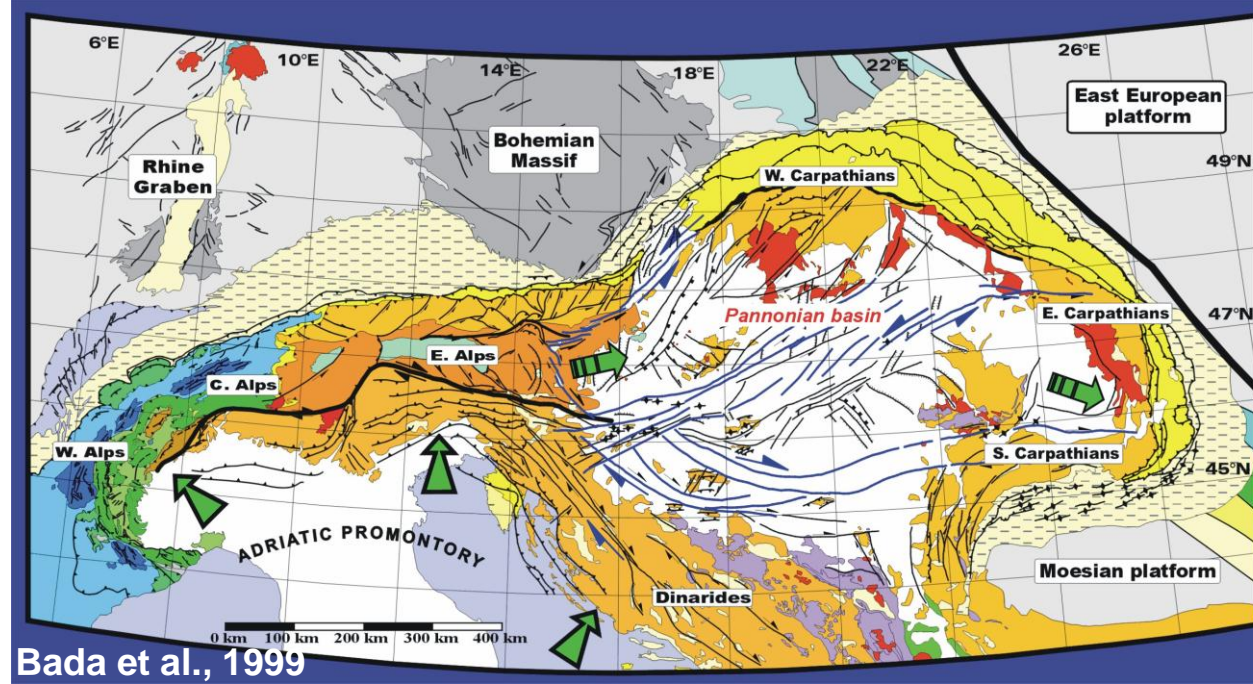 6°E
10°E
14°E
18°E
22°E
26°E
East European
platform
49°N
Bohemian
Massif
Rhine
Graben
W. Carpathians
Pannonian basin
E. Carpathians
47°N
E. Alps
C. Alps
W. Alps
S. Carpathians
45°N
ADRIATIC PROMONTORY
Moesian platform
Dinarides
0 km 100 km 200 km 300 km 400 km
Bada et al., 1999